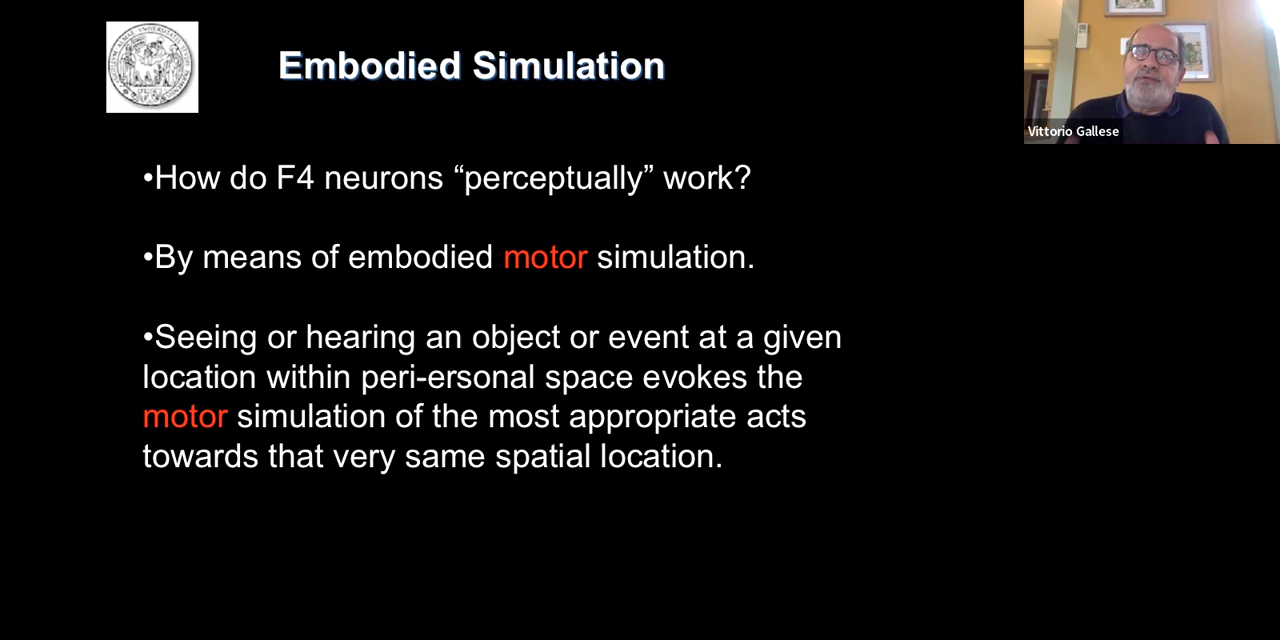 Embodied Simulation
Vittorio Gallese
•How do F4 neurons “perceptually” work?
•By means of embodied motor simulation.
•Seeing or hearing an object or event at a given
location within peri-ersonal space evokes the
motor simulation of the most appropriate acts
towards that very same spatial location.